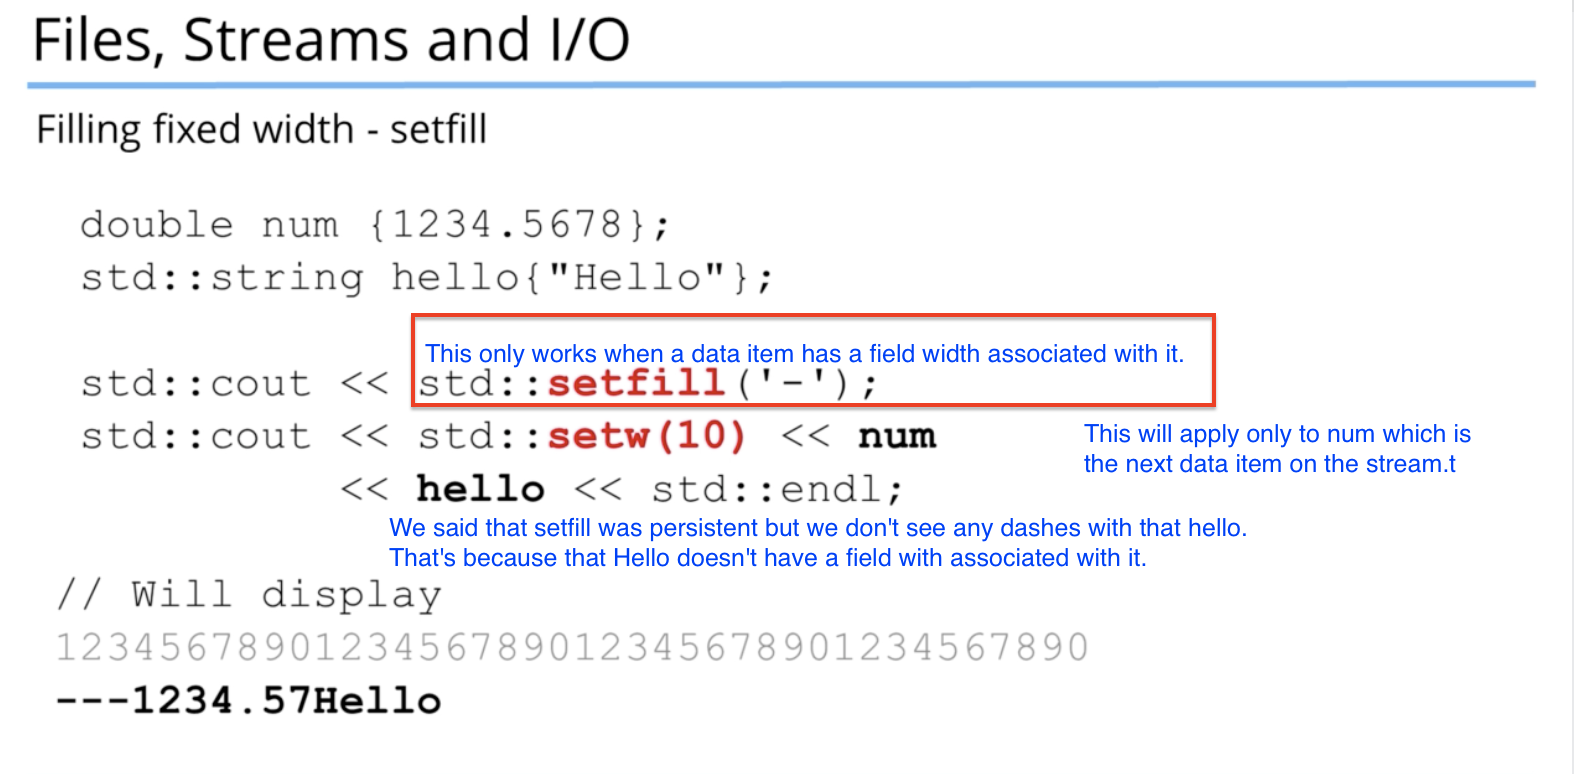 Files, Streams and I/O
Filling fixed width - setfill
double num {1234.5678};
std::string hello{"Hello"};
This only works when a data item has a field width associated with it.
std::cout << std::setfill('-');
std::cout << std::setw(10) << num
This will apply only to num which is
the next data item on the stream.t
<< hello << std::endl;
We said that setfill was persistent but we don't see any dashes with that hello.
That's because that Hello doesn't have a field with associated with it.
// Will display
1234567890123456789012345678901234567890
---1234.57Hello